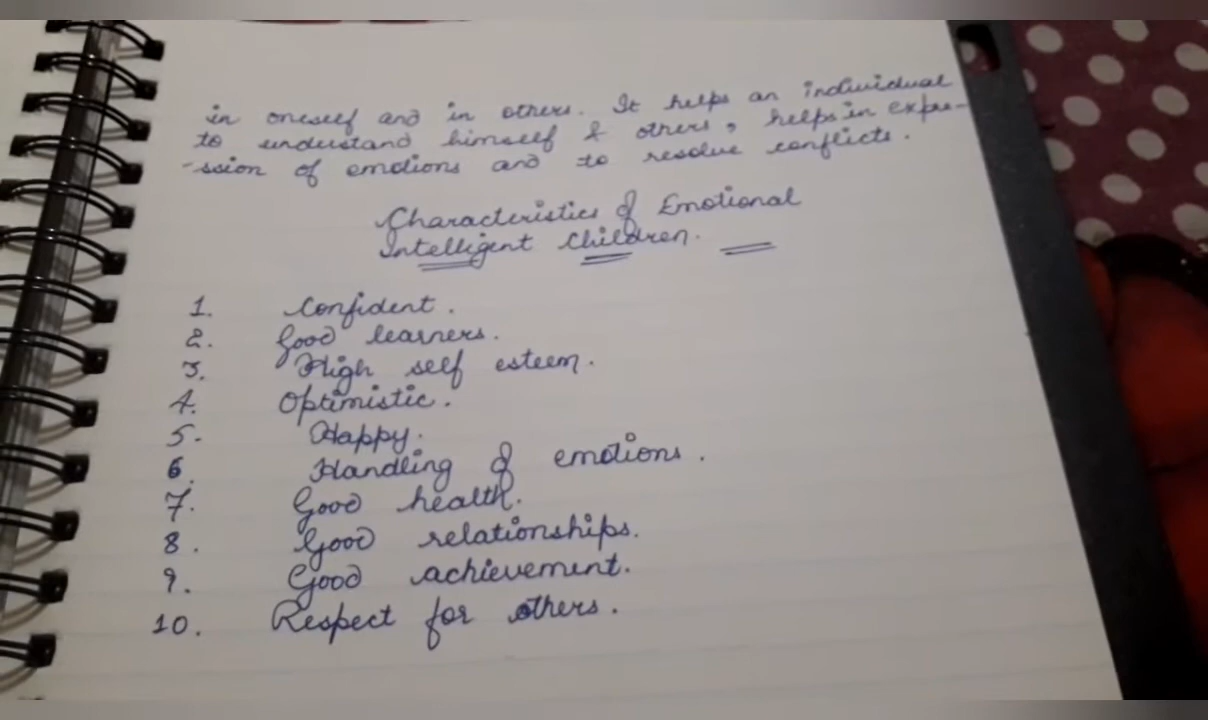 in oneself and in others. It helps an individual
to understand himself & others, helps in expre-
-ssion of emotions and to resolve conflicts.
Characteristics of Emotional
Intelligent Children.
1. Confident.
2. Good learners.
3. High self esteem.
4. Optimistic.
5. Happy.
6. Handling of emotions.
7. Good health.
8. Good relationships.
9. Good achievement.
10. Respect for others.